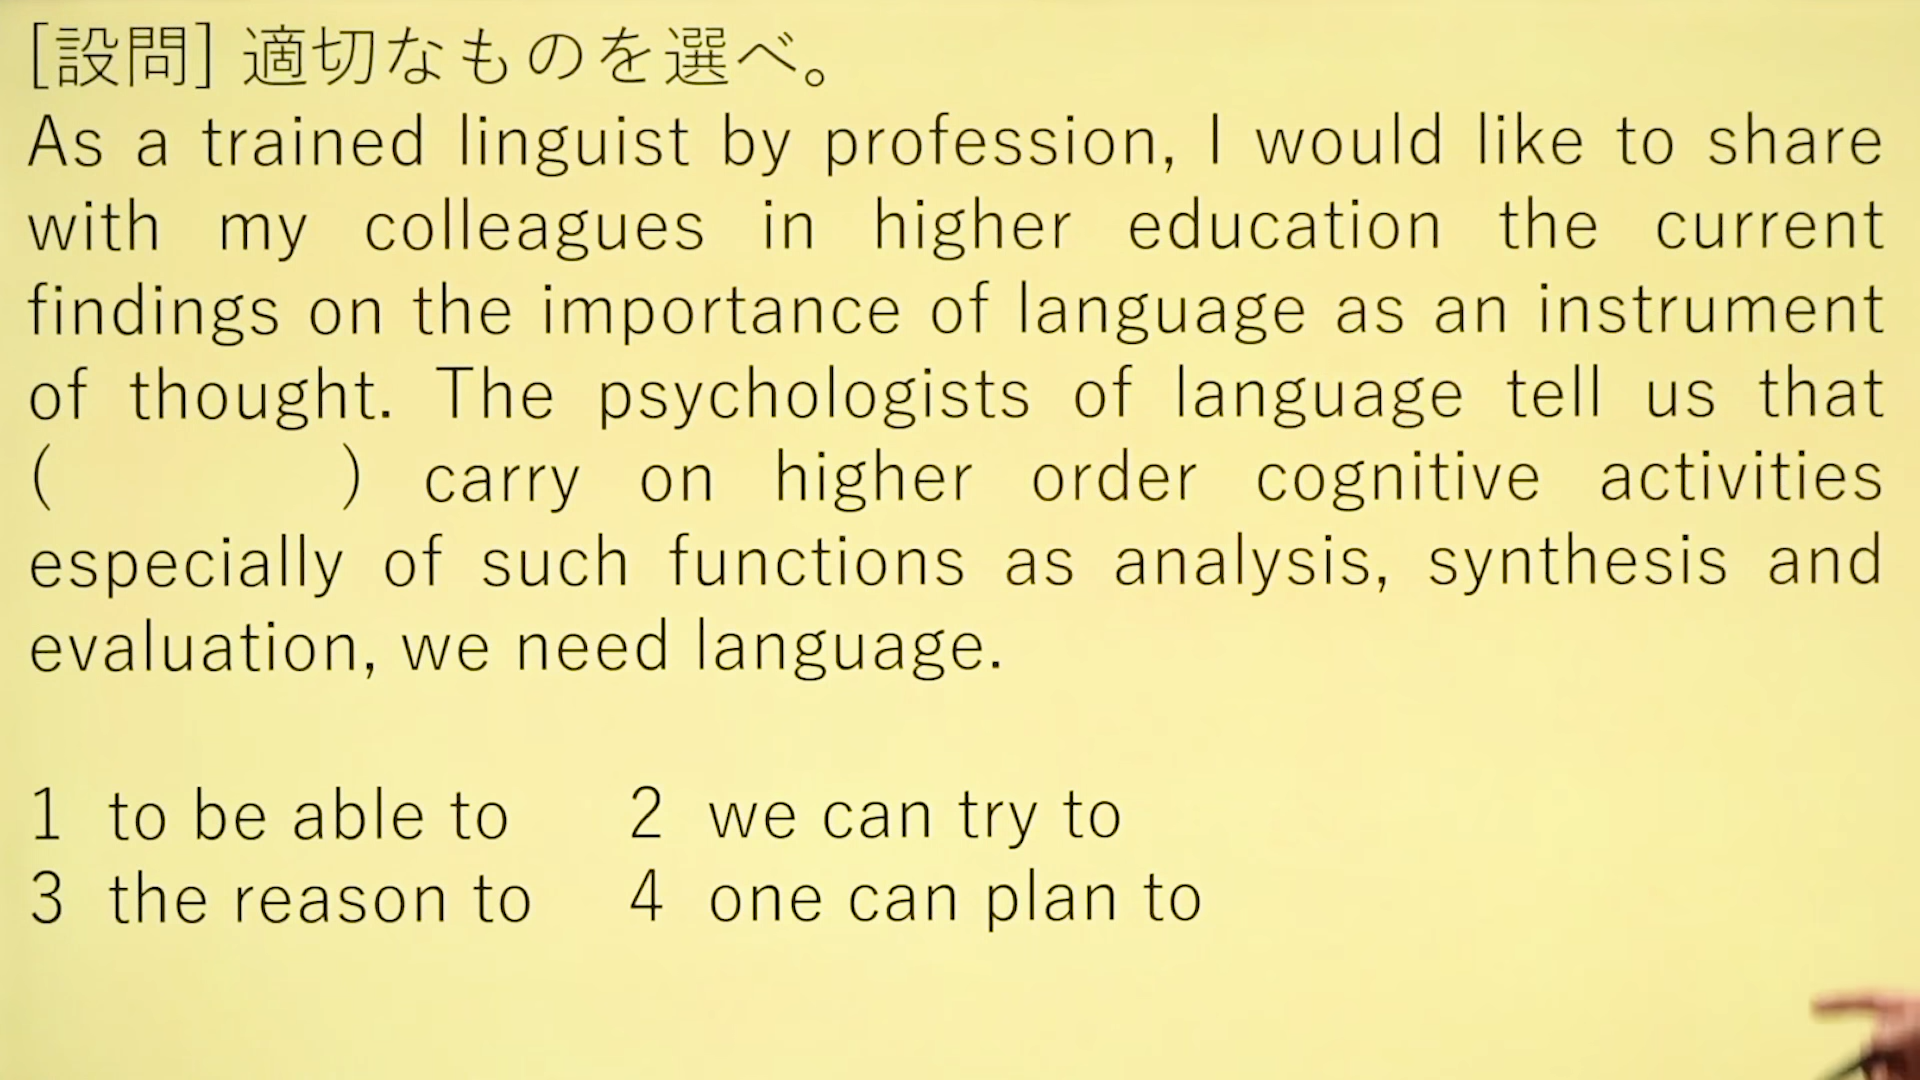 [設問] 適切なものを選べ。
As a trained linguist by profession, I would like to share
with my colleagues in higher education the current
findings on the importance of language as an instrument
of thought. The psychologists of language tell us that
(          ) carry on higher order cognitive activities
especially of such functions as analysis, synthesis and
evaluation, we need language.
1 to be able to 2 we can try to
3 the reason to 4 one can plan to